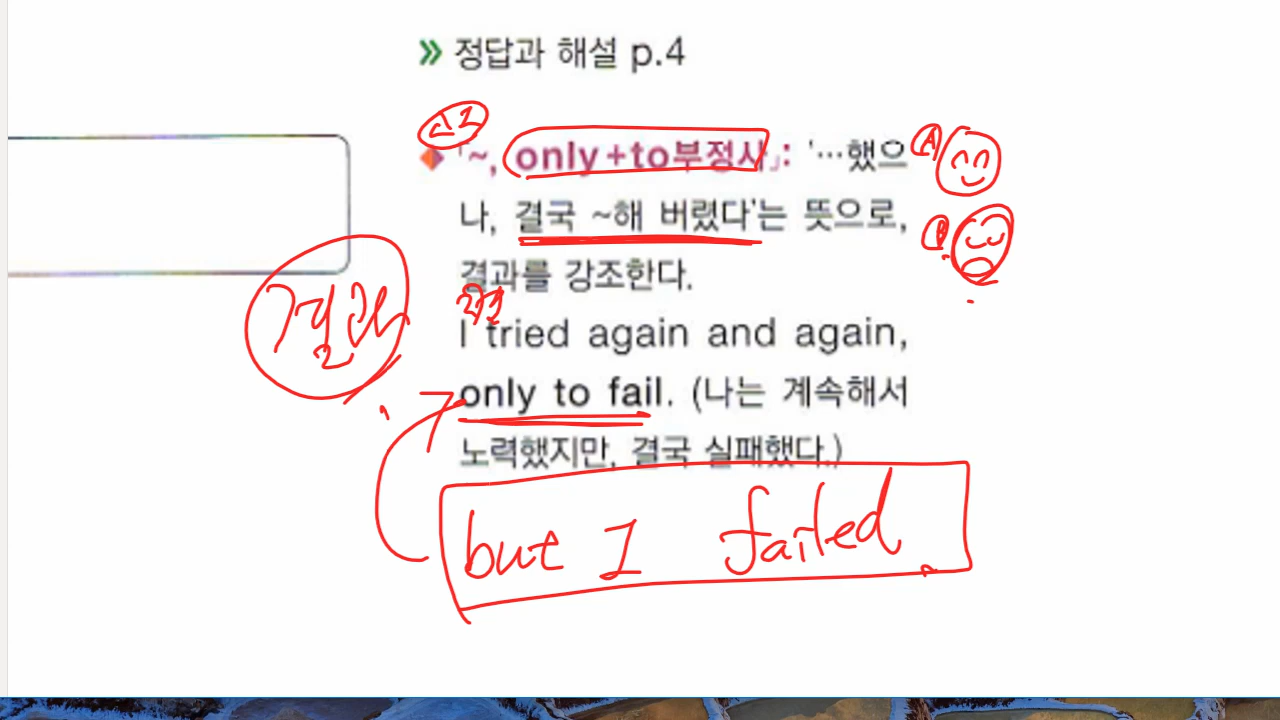 » 정답과 해설 p.4
「~, only+to부정사」: '…했으
나, 결국 ~해 버렸다'는 뜻으로,
결과를 강조한다.
I tried again and again,
only to fail. (나는 계속해서
노력했지만, 결국 실패했다.)
결과
A
B
but I failed.